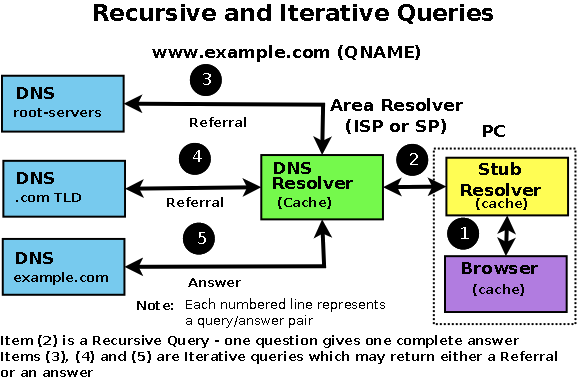 Recursive and Iterative Queries
www.example.com (QNAME)
3
DNS
root-servers
Referral
Area Resolver
(ISP or SP)
PC
4
DNS
.com TLD
Referral
DNS
Resolver
(Cache)
2
Stub
Resolver
(cache)
1
5
DNS
example.com
Answer
Browser
(cache)
Note: Each numbered line represents
a query/answer pair
Item (2) is a Recursive Query - one question gives one complete answer
Items (3), (4) and (5) are Iterative queries which may return either a Referral
or an answer